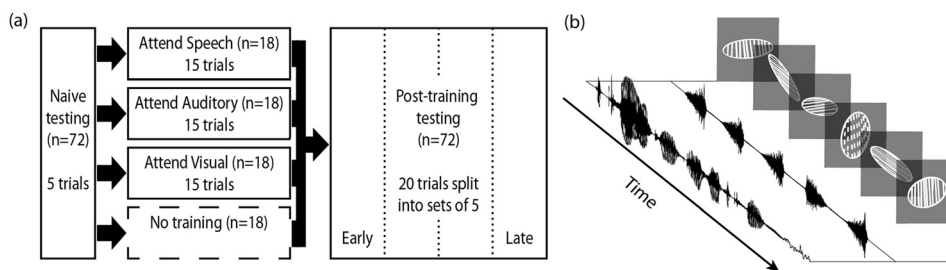 (a)
Naive
testing
(n=72)
5 trials
Attend Speech (n=18)
15 trials
Attend Auditory (n=18)
15 trials
Attend Visual (n=18)
15 trials
No training (n=18)
Post-training
testing
(n=72)
20 trials split
into sets of 5
Early
Late
(b)
Time